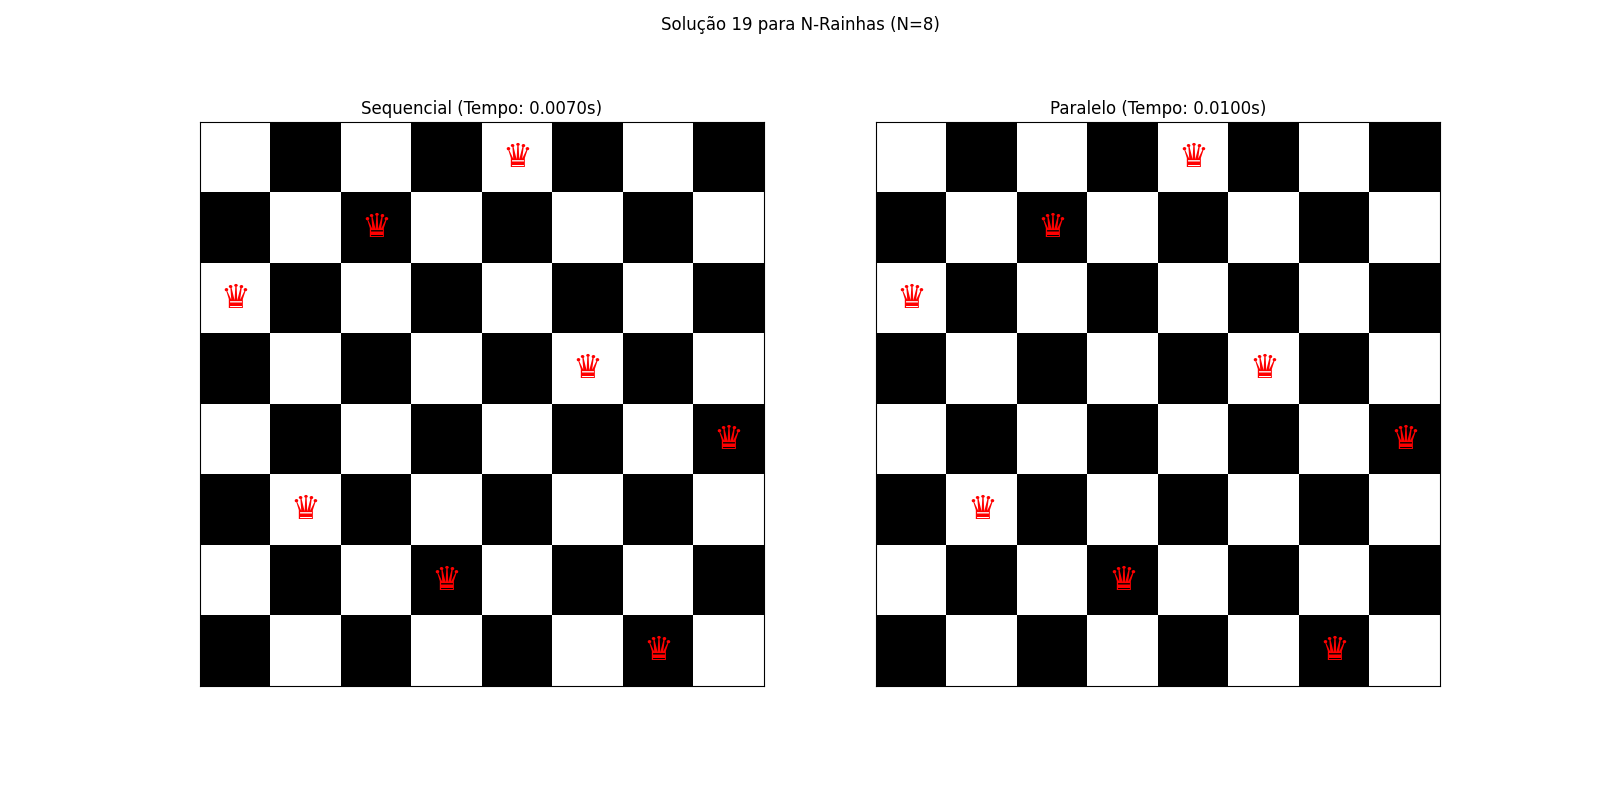 Solução 19 para N-Rainhas (N=8)
Sequencial (Tempo: 0.0070s)
Paralelo (Tempo: 0.0100s)